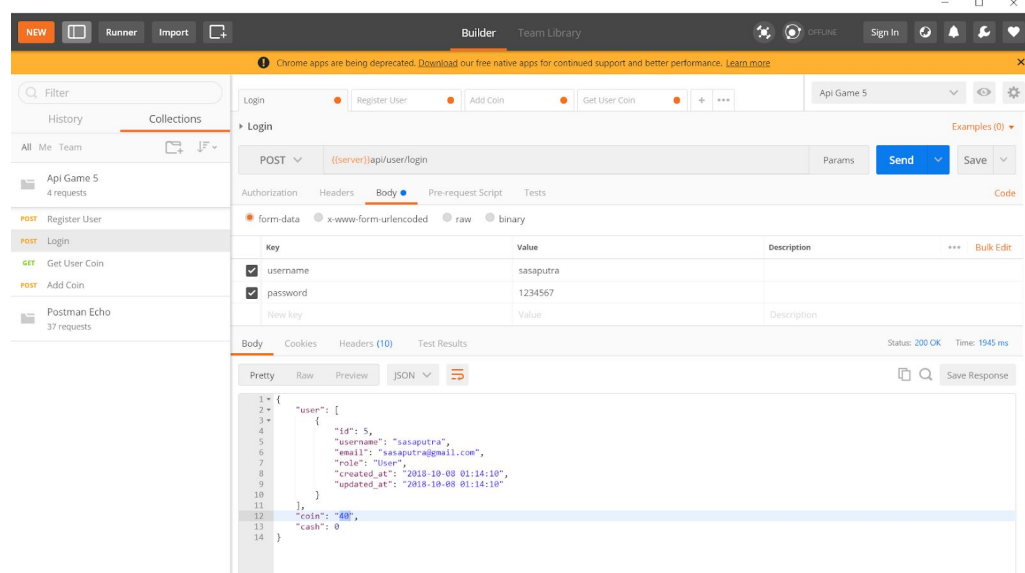 NEW Runner Import Builder Team Library OFFLINE Sign In
Chrome apps are being deprecated. Download our free native apps for continued support and better performance. Learn more
Filter
History Collections
All Me Team
Api Game 5
4 requests
POST Register User
POST Login
GET Get User Coin
POST Add Coin
Postman Echo
37 requests
Login Register User Add Coin Get User Coin + ••• Api Game 5
Login Examples (0)
POST {{server}}api/user/login Params Send Save
Authorization Headers Body Pre-request Script Tests Code
form-data x-www-form-urlencoded raw binary
Key Value Description ••• Bulk Edit
username sasaputra
password 1234567
New key Value Description
Body Cookies Headers (10) Test Results Status: 200 OK Time: 1945 ms
Pretty Raw Preview JSON Save Response
1 {
2 "user": [
3 {
4 "id": 5,
5 "username": "sasaputra",
6 "email": "sasaputra@gmail.com",
7 "role": "User",
8 "created_at": "2018-10-08 01:14:10",
9 "updated_at": "2018-10-08 01:14:10"
10 }
11 ],
12 "coin": "40",
13 "cash": 0
14 }